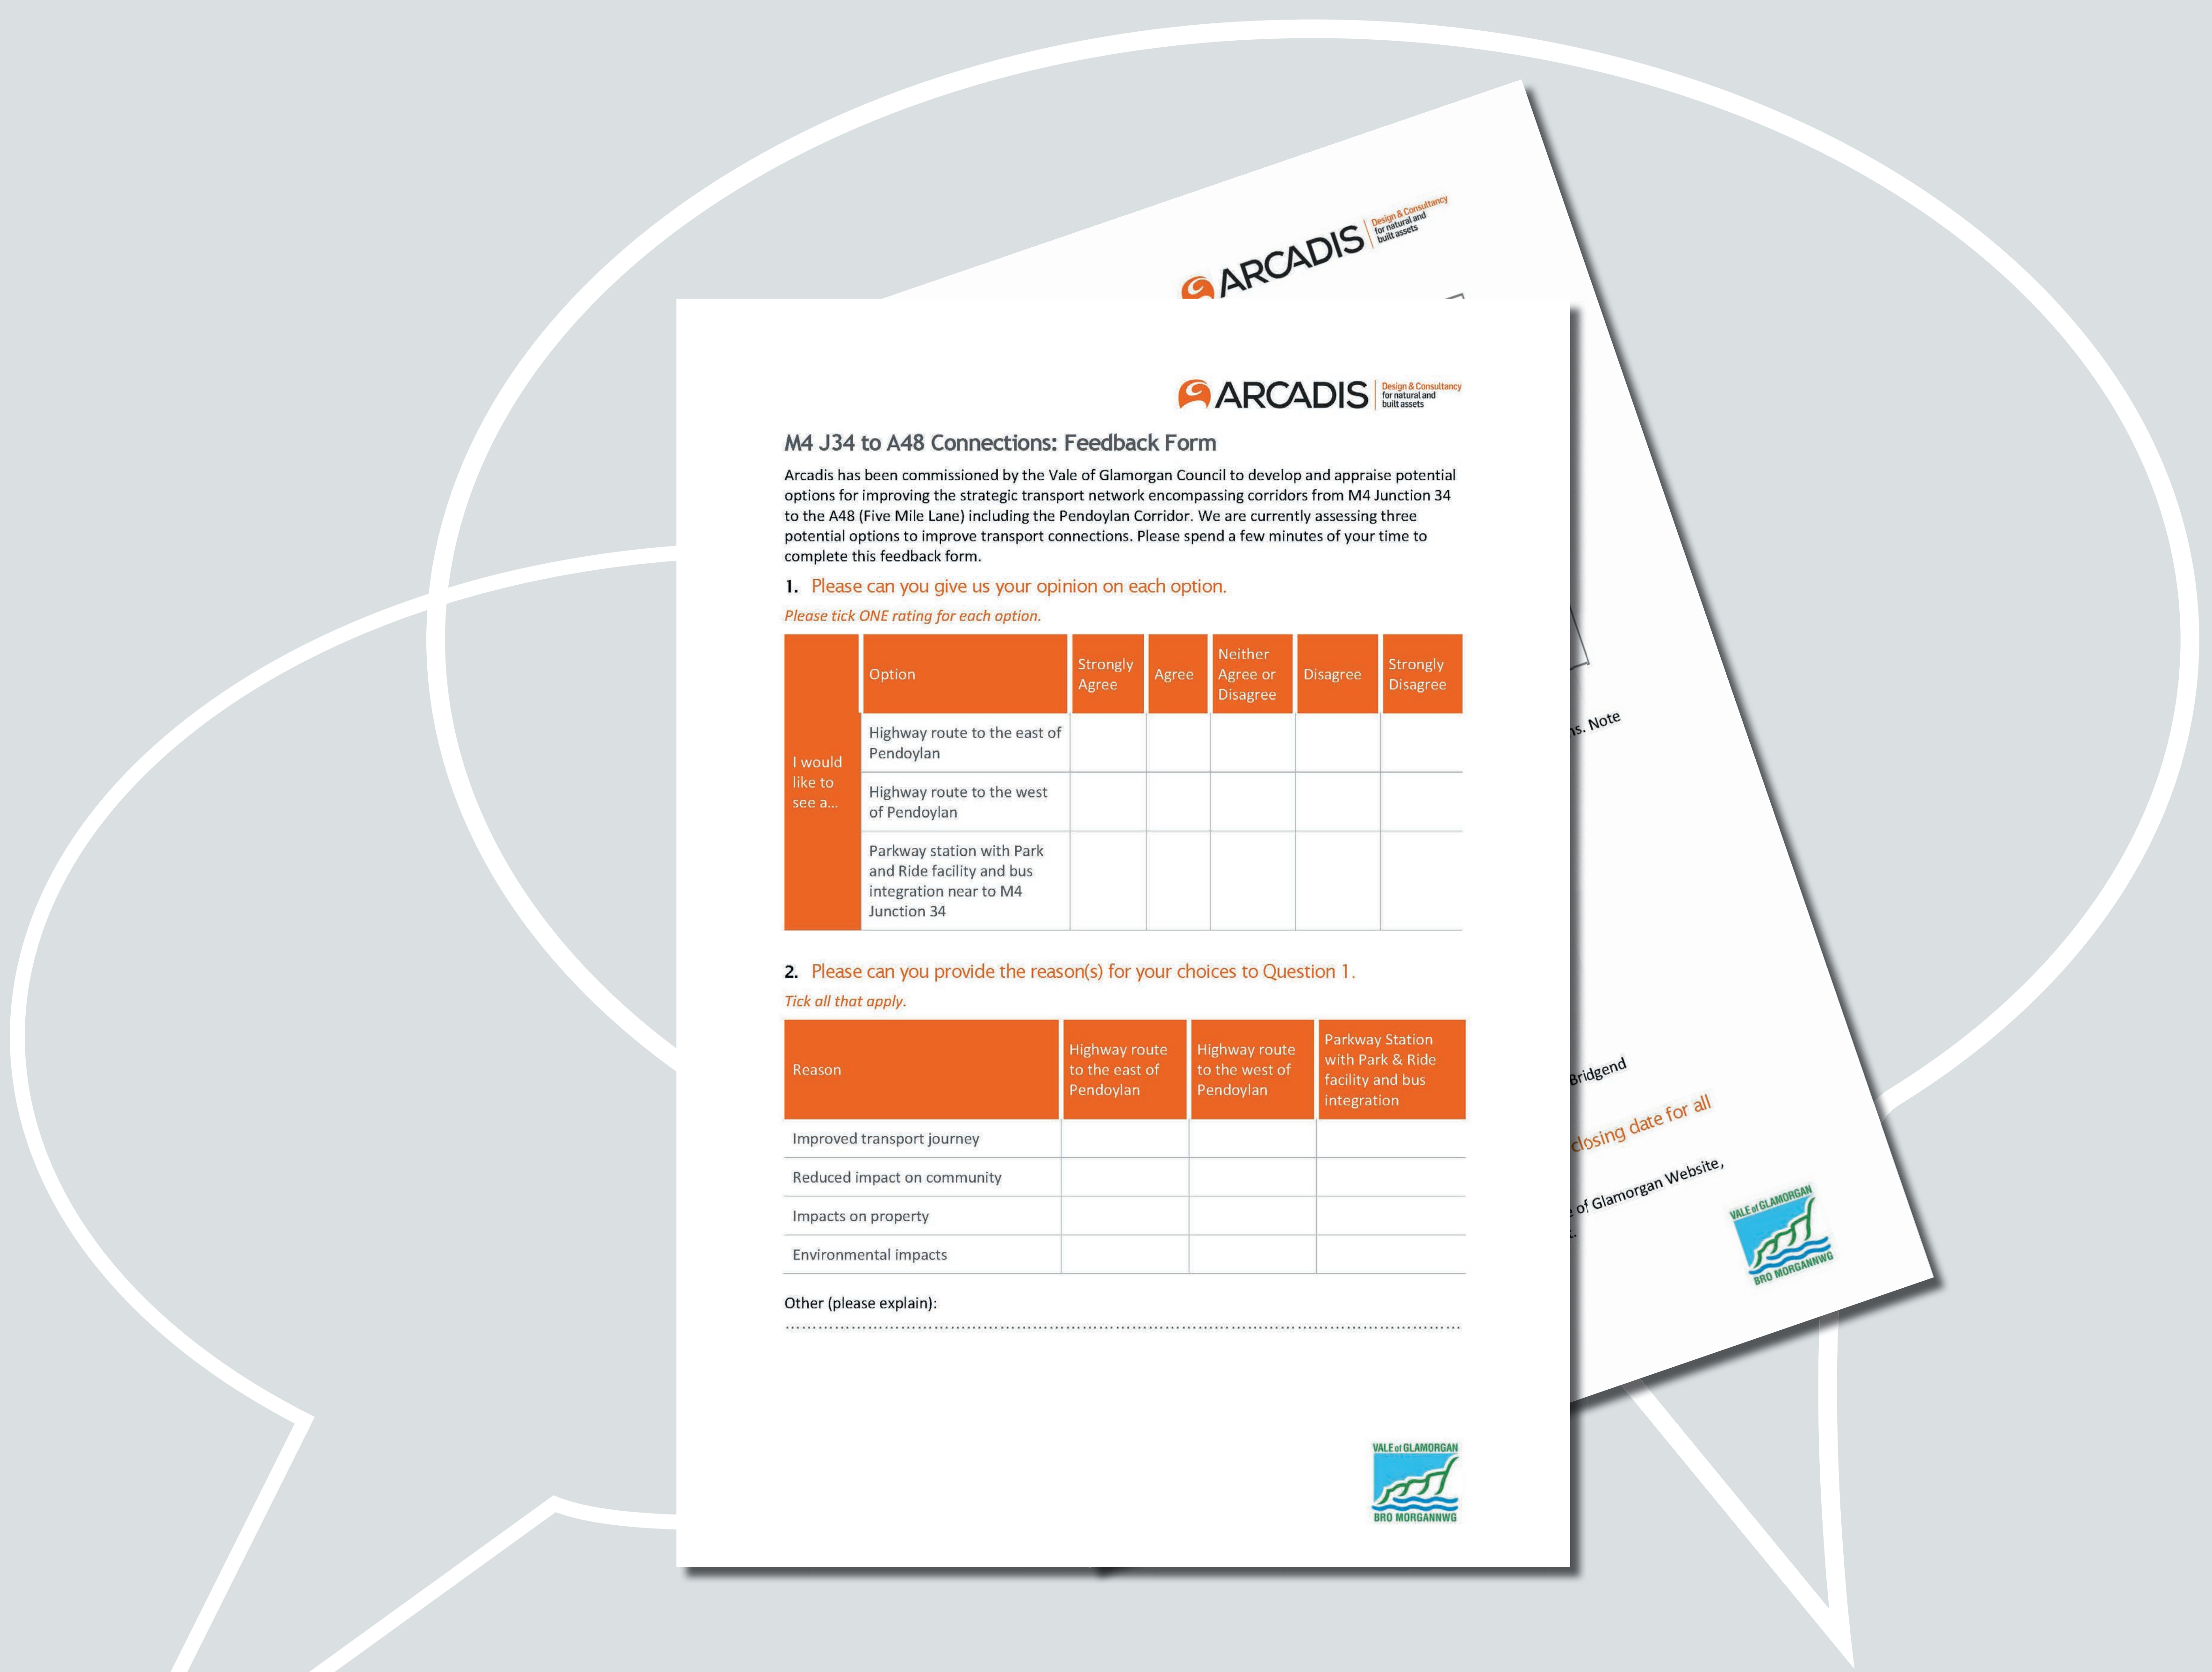 ARCADIS
Design & Consultancy
for natural and
built assets
ARCADIS
Design & Consultancy
for natural and
built assets
M4 J34 to A48 Connections: Feedback Form
Arcadis has been commissioned by the Vale of Glamorgan Council to develop and appraise potential
options for improving the strategic transport network encompassing corridors from M4 Junction 34
to the A48 (Five Mile Lane) including the Pendoylan Corridor. We are currently assessing three
potential options to improve transport connections. Please spend a few minutes of your time to
complete this feedback form.
1. Please can you give us your opinion on each option.
Please tick ONE rating for each option.
I would
like to
see a...
Option
Strongly
Agree
Agree
Neither
Agree or
Disagree
Disagree
Strongly
Disagree
Highway route to the east of
Pendoylan
Highway route to the west
of Pendoylan
Parkway station with Park
and Ride facility and bus
integration near to M4
Junction 34
2. Please can you provide the reason(s) for your choices to Question 1.
Tick all that apply.
Reason
Highway route
to the east of
Pendoylan
Highway route
to the west of
Pendoylan
Parkway Station
with Park & Ride
facility and bus
integration
Improved transport journey
Reduced impact on community
Impacts on property
Environmental impacts
Other (please explain):
VALE of GLAMORGAN
BRO MORGANNWG
Note
Bridgend
closing date for all
of Glamorgan Website,
VALE of GLAMORGAN
BRO MORGANNWG